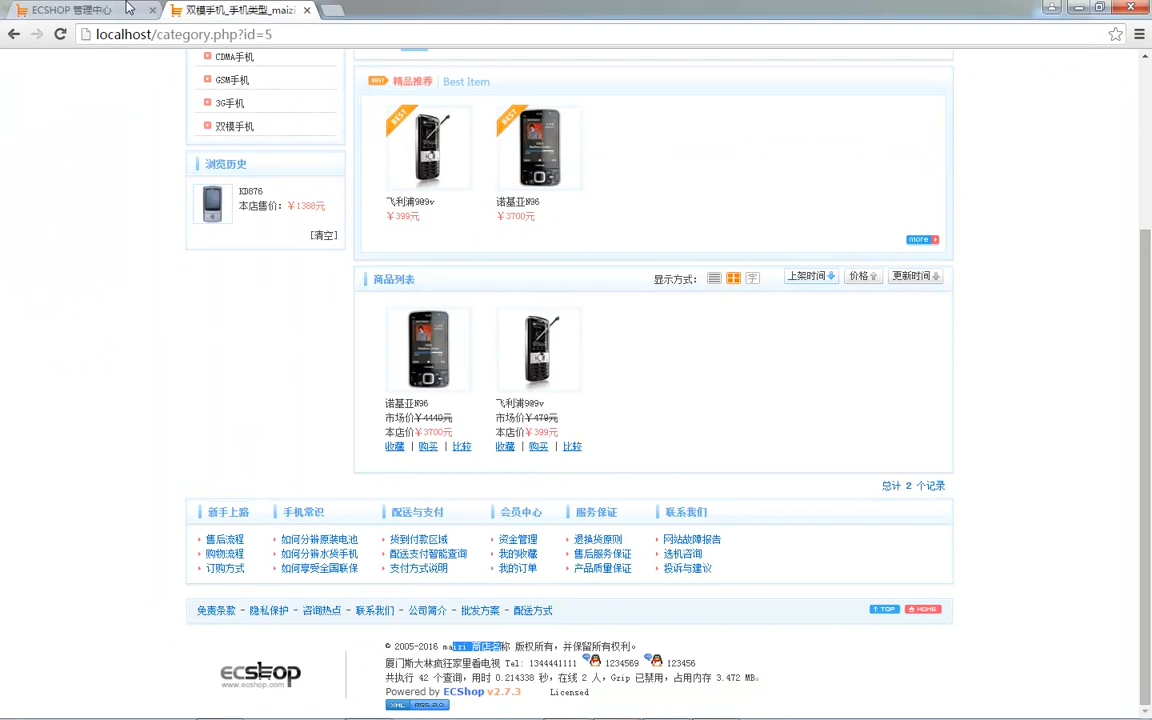 ECSHOP 管理中心
双模手机_手机类型_maizi
localhost/category.php?id=5
CDMA手机
GSM手机
3G手机
双模手机
浏览历史
KD876
本店售价：￥1388元
[清空]
BEST 精品推荐 Best Item
BEST BEST
飞利浦9@9v 诺基亚N96
￥399元 ￥3700元
more
商品列表 显示方式： 字 上架时间 价格 更新时间
诺基亚N96 飞利浦9@9v
市场价￥4440元 市场价￥479元
本店价￥3700元 本店价￥399元
收藏 | 购买 | 比较 收藏 | 购买 | 比较
总计 2 个记录
新手上路 手机常识 配送与支付 会员中心 服务保证 联系我们
售后流程 如何分辨原装电池 货到付款区域 资金管理 退换货原则 网站故障报告
购物流程 如何分辨水货手机 配送支付智能查询 我的收藏 售后服务保证 选机咨询
订购方式 如何享受全国联保 支付方式说明 我的订单 产品质量保证 投诉与建议
免责条款 - 隐私保护 - 咨询热点 - 联系我们 - 公司简介 - 批发方案 - 配送方式
TOP HOME
© 2005-2016 maizi 商店名称 版权所有，并保留所有权利。
厦门斯大林疯狂家里看电视 Tel: 1344441111 1234569 123456
共执行 42 个查询，用时 0.214338 秒，在线 2 人，Gzip 已禁用，占用内存 3.472 MB。
Powered by ECShop v2.7.3 Licensed
XML RSS 2.0
ECSHOP
www.ecshop.com